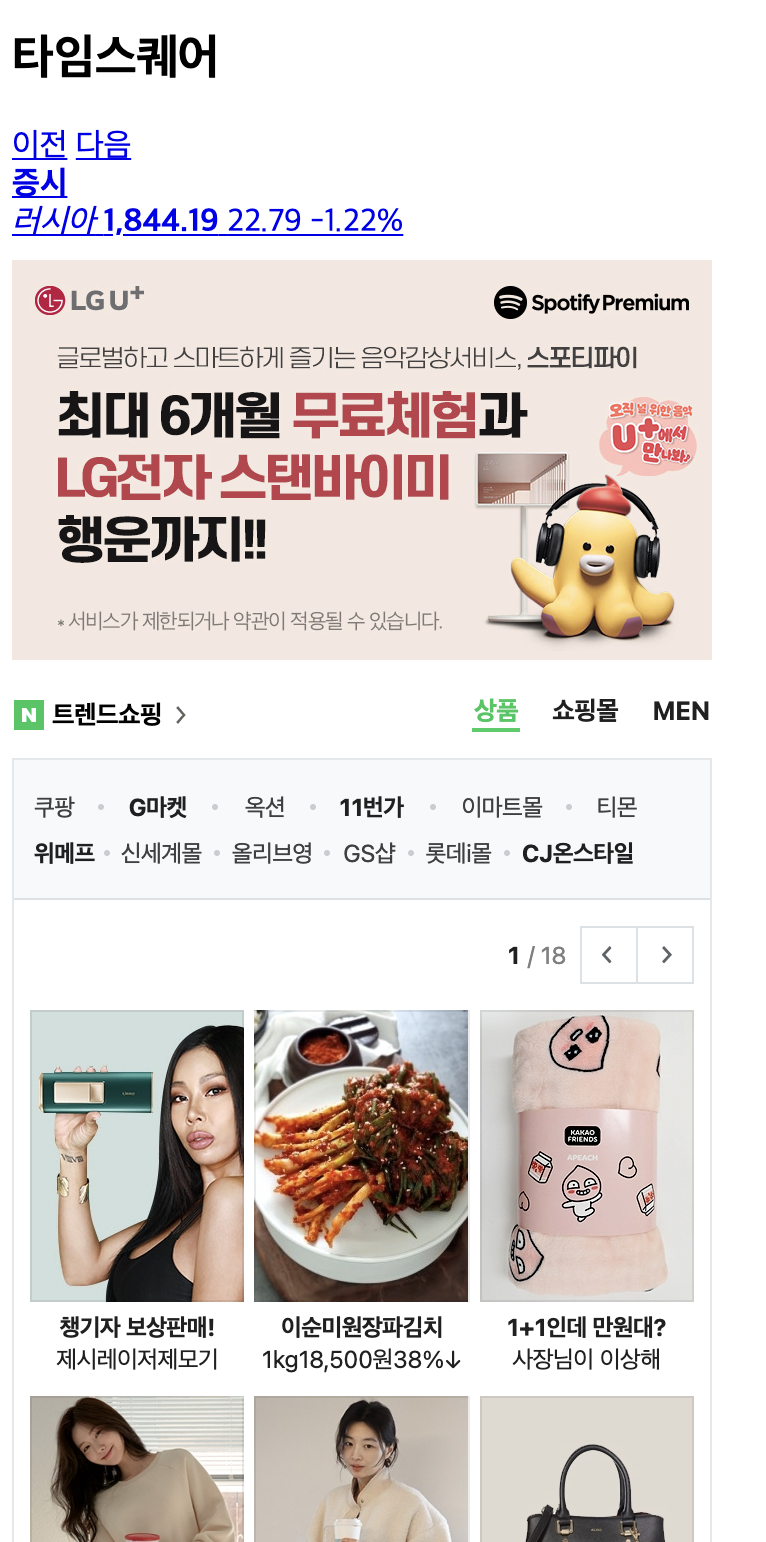 타임스퀘어
이전 다음
증시
러시아 1,844.19 22.79 -1.22%
LG U+
Spotify Premium
글로벌하고 스마트하게 즐기는 음악감상서비스, 스포티파이
최대 6개월 무료체험과
LG전자 스탠바이미
행운까지!!
오직 널 위한 음악
U+에서
만나봐♪
* 서비스가 제한되거나 약관이 적용될 수 있습니다.
N 트렌드쇼핑 >
상품 쇼핑몰 MEN
쿠팡 • G마켓 • 옥션 • 11번가 • 이마트몰 • 티몬
위메프 • 신세계몰 • 올리브영 • GS샵 • 롯데i몰 • CJ온스타일
1 / 18 < >
KAKAO
FRIENDS
APEACH
챙기자 보상판매!
제시레이저제모기
이순미원장파김치
1kg18,500원38%↓
1+1인데 만원대?
사장님이 이상해